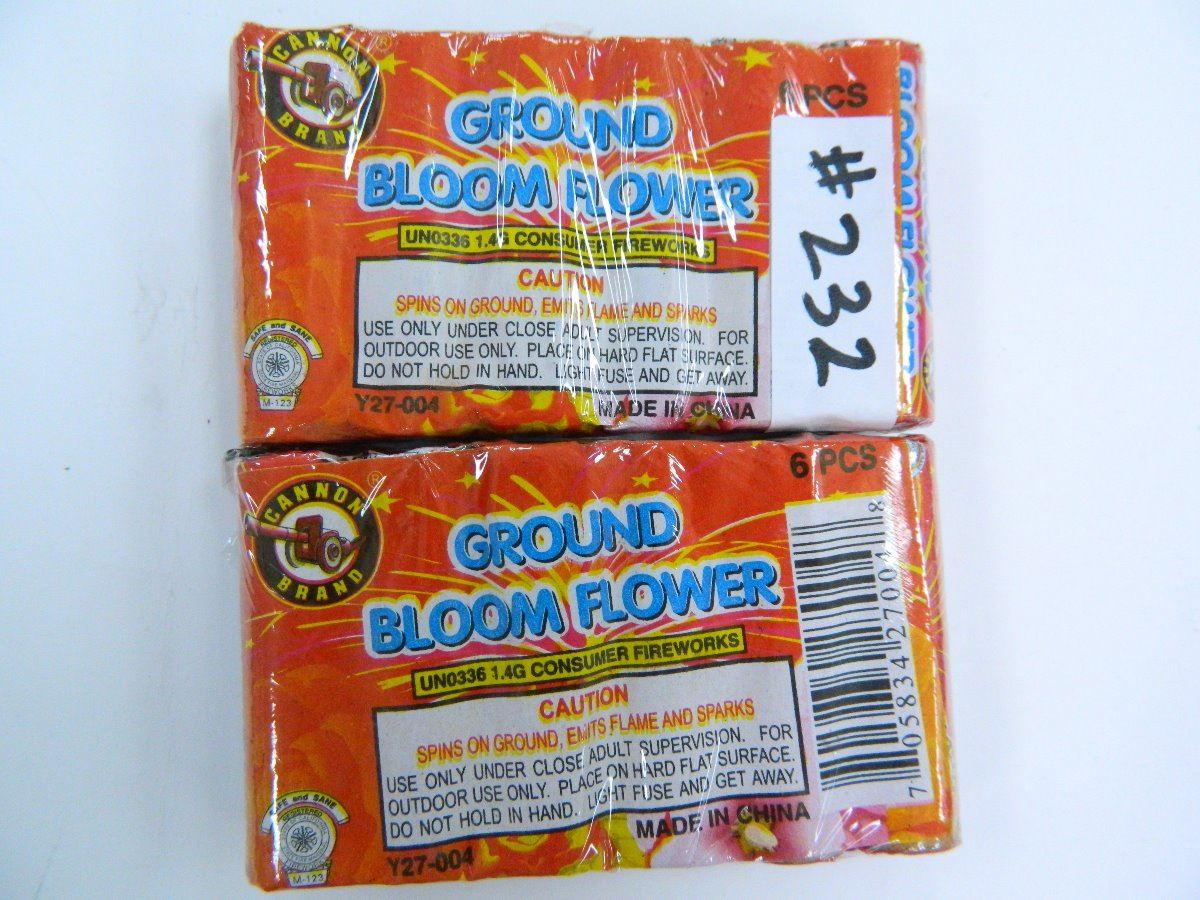 CANNON
BRAND
®
GROUND
BLOOM FLOWER
6 PCS
#232
UN0336 1.4G CONSUMER FIREWORKS
CAUTION
SPINS ON GROUND, EMITS FLAME AND SPARKS
USE ONLY UNDER CLOSE ADULT SUPERVISION. FOR
OUTDOOR USE ONLY. PLACE ON HARD FLAT SURFACE.
DO NOT HOLD IN HAND. LIGHT FUSE AND GET AWAY.
SAFE and SANE
REGISTERED
M-123
Y27-004
MADE IN CHINA
CANNON
BRAND
®
GROUND
BLOOM FLOWER
6 PCS
UN0336 1.4G CONSUMER FIREWORKS
CAUTION
SPINS ON GROUND, EMITS FLAME AND SPARKS
USE ONLY UNDER CLOSE ADULT SUPERVISION. FOR
OUTDOOR USE ONLY. PLACE ON HARD FLAT SURFACE.
DO NOT HOLD IN HAND. LIGHT FUSE AND GET AWAY.
SAFE and SANE
REGISTERED
M-123
Y27-004
MADE IN CHINA
7 05834 27004 8